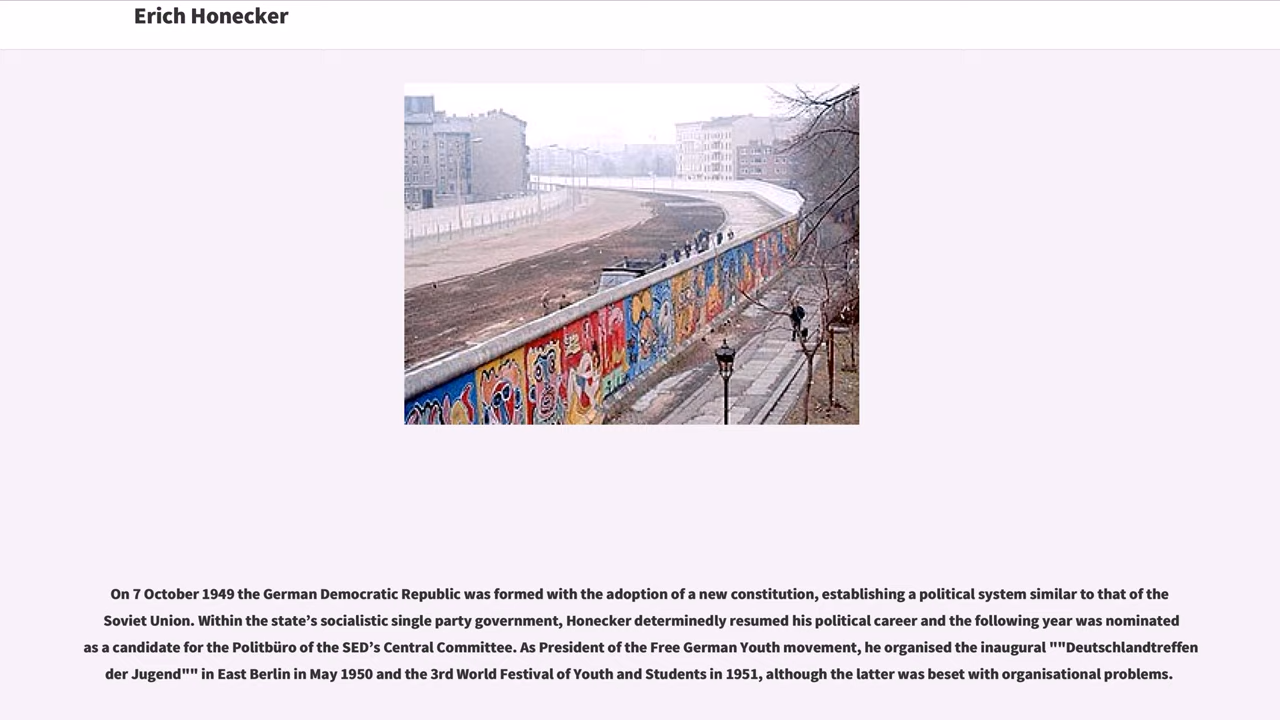 Erich Honecker
On 7 October 1949 the German Democratic Republic was formed with the adoption of a new constitution, establishing a political system similar to that of the
Soviet Union. Within the state’s socialistic single party government, Honecker determinedly resumed his political career and the following year was nominated
as a candidate for the Politbüro of the SED’s Central Committee. As President of the Free German Youth movement, he organised the inaugural ""Deutschlandtreffen
der Jugend"" in East Berlin in May 1950 and the 3rd World Festival of Youth and Students in 1951, although the latter was beset with organisational problems.